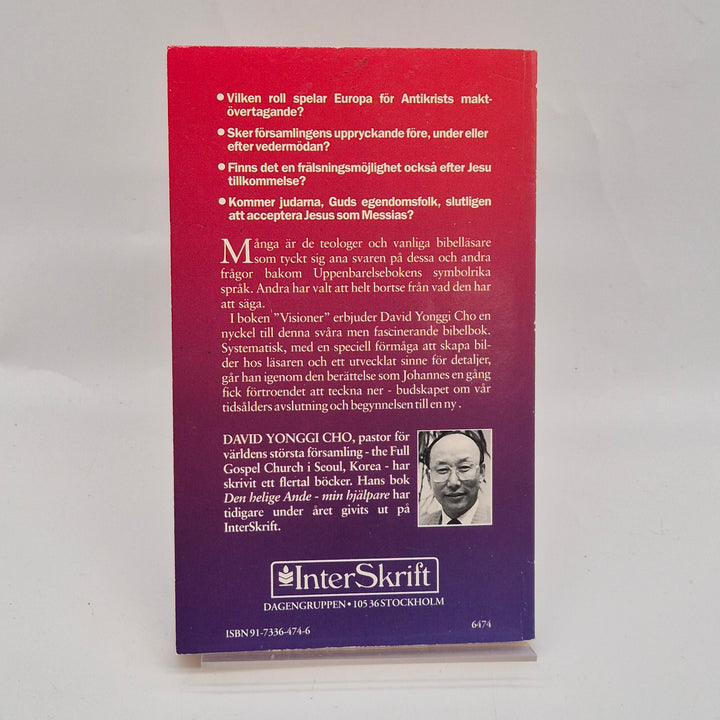 • Vilken roll spelar Europa för Antikrists makt-
övertagande?
• Sker församlingens uppryckande före, under eller
efter vedermödan?
• Finns det en frälsningsmöjlighet också efter Jesu
tillkommelse?
• Kommer judarna, Guds egendomsfolk, slutligen
att acceptera Jesus som Messias?
Många är de teologer och vanliga bibelläsare
som tyckt sig ana svaren på dessa och andra
frågor bakom Uppenbarelsebokens symbolrika
språk. Andra har valt att helt bortse från vad den har
att säga.
I boken ”Visioner” erbjuder David Yonggi Cho en
nyckel till denna svåra men fascinerande bibelbok.
Systematisk, med en speciell förmåga att skapa bil-
der hos läsaren och ett utvecklat sinne för detaljer,
går han igenom den berättelse som Johannes en gång
fick förtroendet att teckna ner - budskapet om vår
tidsålders avslutning och begynnelsen till en ny .
DAVID YONGGI CHO, pastor för
världens största församling - the Full
Gospel Church i Seoul, Korea - har
skrivit ett flertal böcker. Hans bok
Den helige Ande - min hjälpare har
tidigare under året givits ut på
InterSkrift.
InterSkrift
DAGENGRUPPEN • 105 36 STOCKHOLM
ISBN 91-7336-474-6
6474